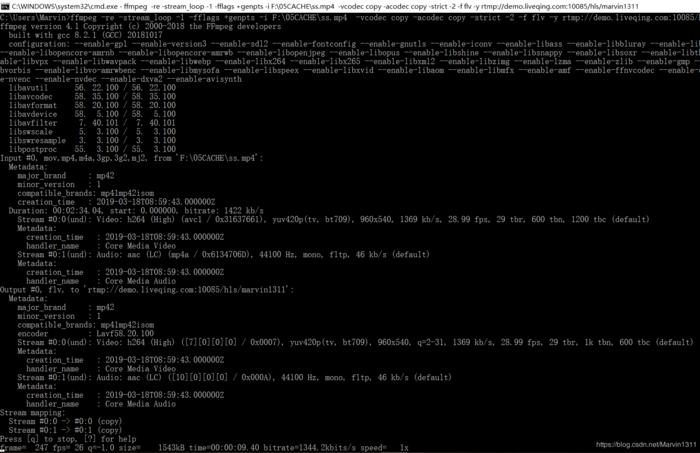 C:\WINDOWS\system32\cmd.exe - ffmpeg  -re -stream_loop -1 -fflags +genpts -i F:\05CACHE\ss.mp4  -vcodec copy -acodec copy -strict -2 -f flv -y rtmp://demo.liveqing.com:10085/hls/marvin1311
C:\Users\Marvin>ffmpeg -re -stream_loop -1 -fflags +genpts -i F:\05CACHE\ss.mp4  -vcodec copy -acodec copy -strict -2 -f flv -y rtmp://demo.liveqing.com:10085/
ffmpeg version 4.1 Copyright (c) 2000-2018 the FFmpeg developers
built with gcc 8.2.1 (GCC) 20181017
configuration: --enable-gpl --enable-version3 --enable-sdl2 --enable-fontconfig --enable-gnutls --enable-iconv --enable-libass --enable-libbluray --enable-li
--enable-libopencore-amrnb --enable-libopencore-amrwb --enable-libopenjpeg --enable-libopus --enable-libshine --enable-libsnappy --enable-libsoxr --enable-libt
able-libvpx --enable-libwavpack --enable-libwebp --enable-libx264 --enable-libx265 --enable-libxml2 --enable-libzimg --enable-lzma --enable-zlib --enable-gmp
bvorbis --enable-libvo-amrwbenc --enable-libmysofa --enable-libspeex --enable-libxvid --enable-libaom --enable-libmfx --enable-amf --enable-ffnvcodec --enable-
e-nvenc --enable-nvdec --enable-dxva2 --enable-avisynth
libavutil      56. 22.100 / 56. 22.100
libavcodec     58. 35.100 / 58. 35.100
libavformat    58. 20.100 / 58. 20.100
libavdevice    58.  5.100 / 58.  5.100
libavfilter     7. 40.101 /  7. 40.101
libswscale      5.  3.100 /  5.  3.100
libswresample   3.  3.100 /  3.  3.100
libpostproc    55.  3.100 / 55.  3.100
Input #0, mov,mp4,m4a,3gp,3g2,mj2, from 'F:\05CACHE\ss.mp4':
Metadata:
major_brand     : mp42
minor_version   : 1
compatible_brands: mp41mp42isom
creation_time   : 2019-03-18T08:59:43.000000Z
Duration: 00:02:34.04, start: 0.000000, bitrate: 1422 kb/s
Stream #0:0(und): Video: h264 (High) (avc1 / 0x31637661), yuv420p(tv, bt709), 960x540, 1369 kb/s, 28.99 fps, 29 tbr, 600 tbn, 1200 tbc (default)
Metadata:
creation_time   : 2019-03-18T08:59:43.000000Z
handler_name    : Core Media Video
Stream #0:1(und): Audio: aac (LC) (mp4a / 0x6134706D), 44100 Hz, mono, fltp, 46 kb/s (default)
Metadata:
creation_time   : 2019-03-18T08:59:43.000000Z
handler_name    : Core Media Audio
Output #0, flv, to 'rtmp://demo.liveqing.com:10085/hls/marvin1311':
Metadata:
major_brand     : mp42
minor_version   : 1
compatible_brands: mp41mp42isom
encoder         : Lavf58.20.100
Stream #0:0(und): Video: h264 (High) ([7][0][0][0] / 0x0007), yuv420p(tv, bt709), 960x540, q=2-31, 1369 kb/s, 28.99 fps, 29 tbr, 1k tbn, 600 tbc (default)
Metadata:
creation_time   : 2019-03-18T08:59:43.000000Z
handler_name    : Core Media Video
Stream #0:1(und): Audio: aac (LC) ([10][0][0][0] / 0x000A), 44100 Hz, mono, fltp, 46 kb/s (default)
Metadata:
creation_time   : 2019-03-18T08:59:43.000000Z
handler_name    : Core Media Audio
Stream mapping:
Stream #0:0 -> #0:0 (copy)
Stream #0:1 -> #0:1 (copy)
Press [q] to stop, [?] for help
frame=  247 fps= 26 q=-1.0 size=    1543kB time=00:00:09.40 bitrate=1344.2kbits/s speed=   1x
https://blog.csdn.net/Marvin1311